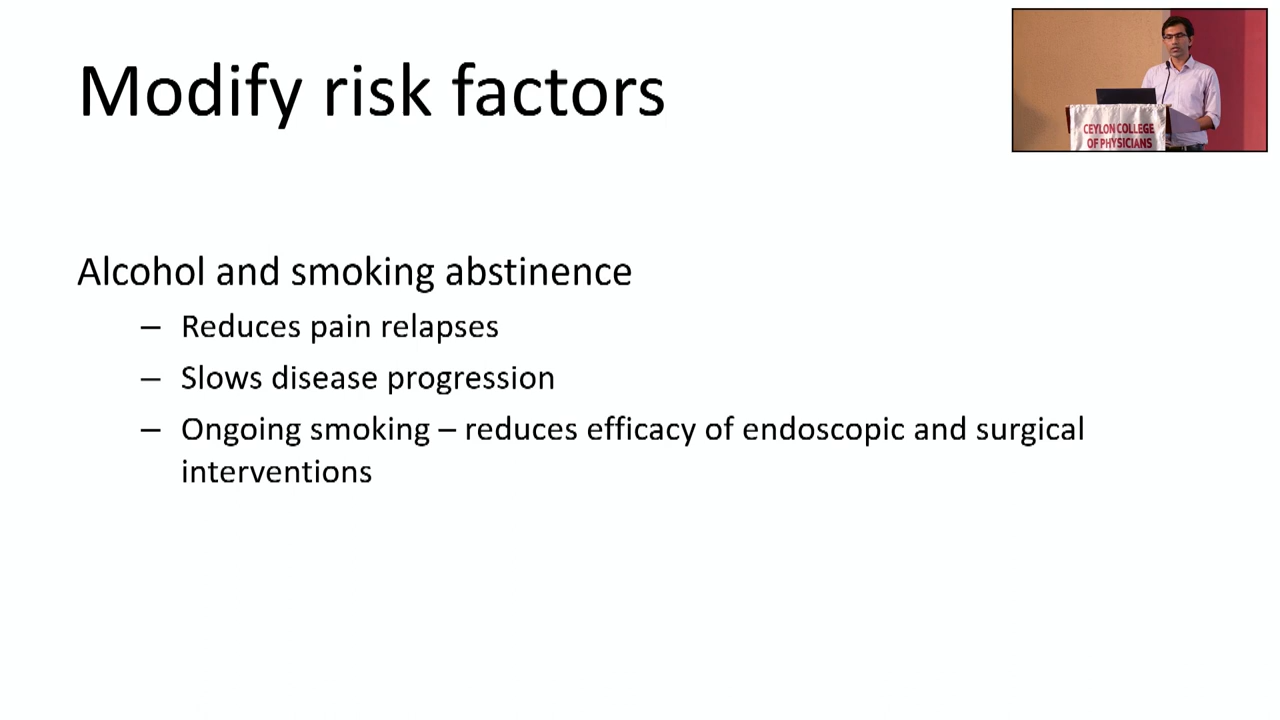 Modify risk factors
CEYLON COLLEGE
OF PHYSICIANS
Alcohol and smoking abstinence
– Reduces pain relapses
– Slows disease progression
– Ongoing smoking – reduces efficacy of endoscopic and surgical
interventions